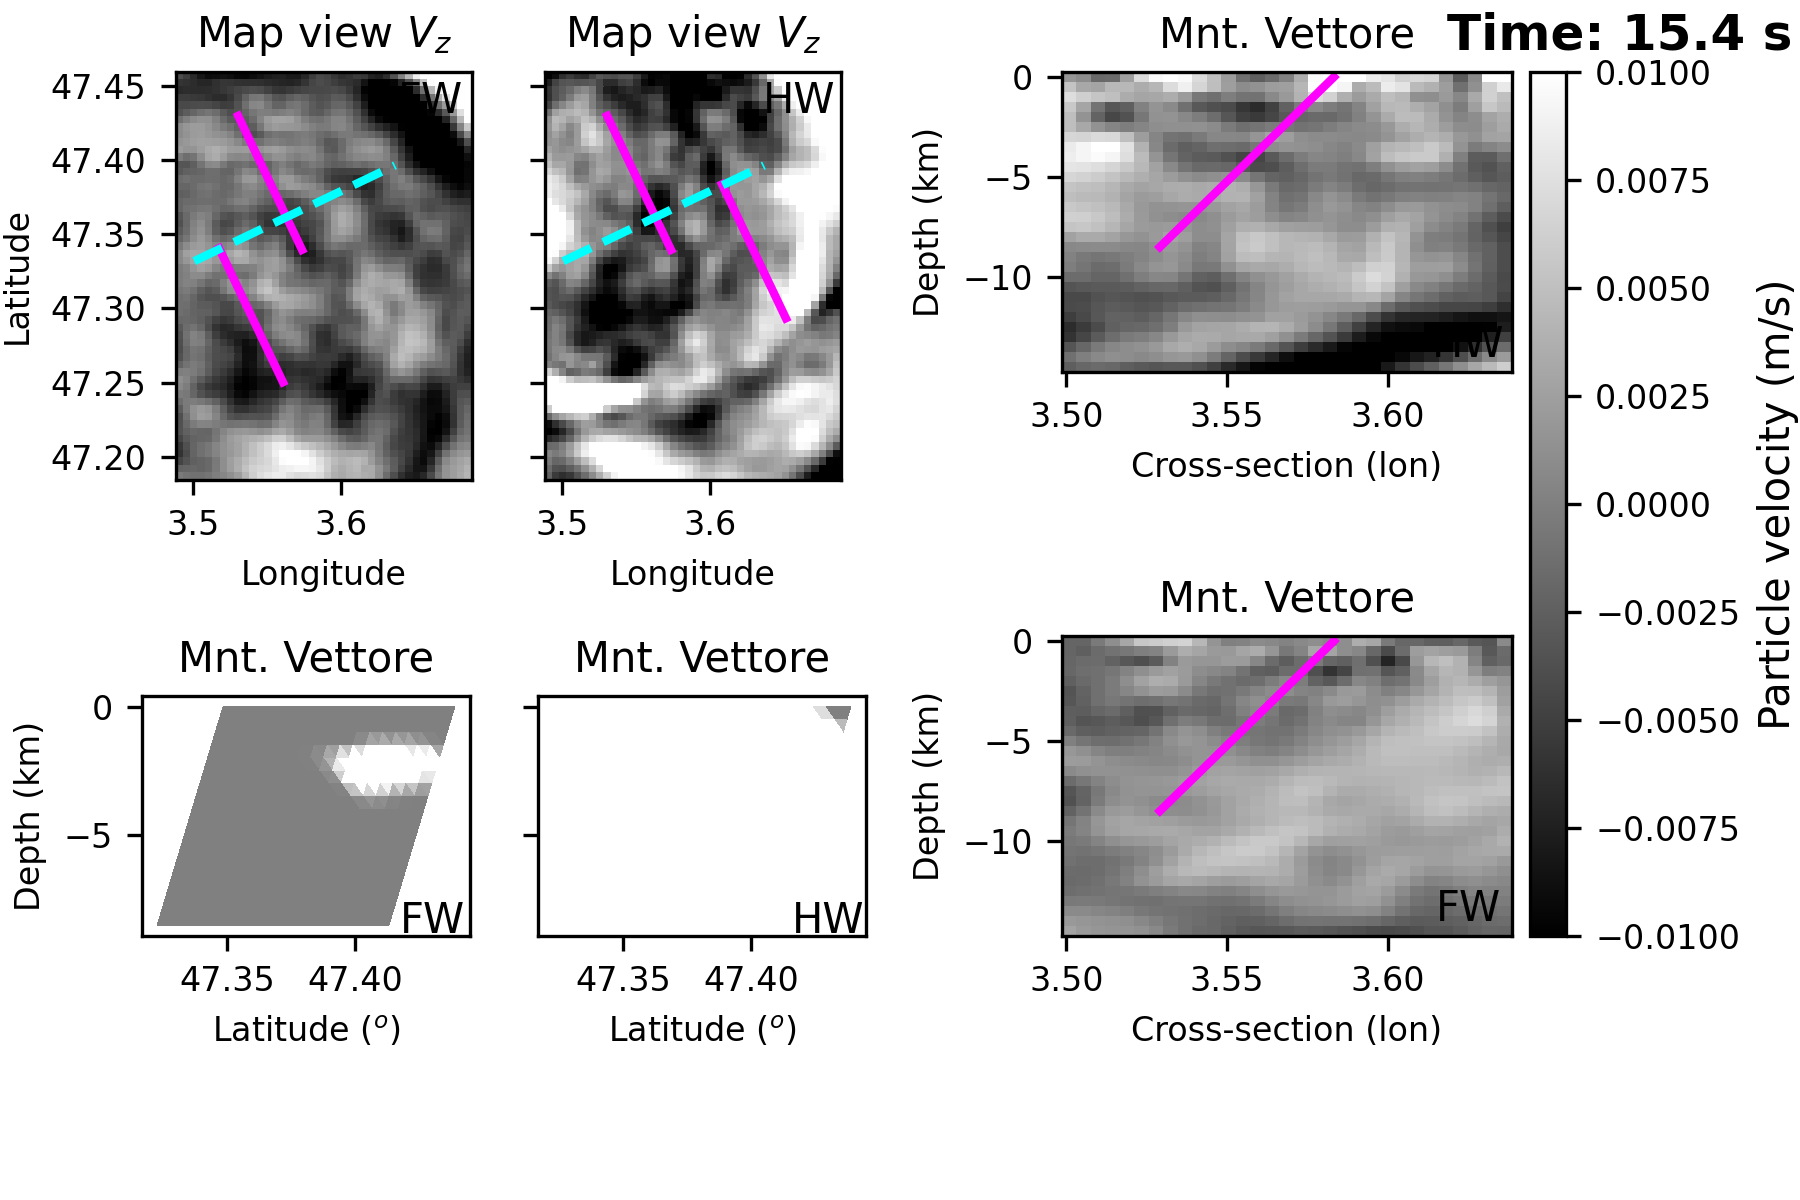 Map view Vz
Map view Vz
Mnt. Vettore
Time: 15.4 s
FW
HW
HW
47.45
47.40
47.35
47.30
47.25
47.20
Latitude
3.5
3.6
Longitude
3.5
3.6
Longitude
0
−5
−10
Depth (km)
3.50
3.55
3.60
Cross-section (lon)
0.0100
0.0075
0.0050
0.0025
0.0000
−0.0025
−0.0050
−0.0075
−0.0100
Particle velocity (m/s)
Mnt. Vettore
Mnt. Vettore
Mnt. Vettore
0
−5
Depth (km)
FW
47.35
47.40
Latitude (o)
HW
47.35
47.40
Latitude (o)
0
−5
−10
Depth (km)
FW
3.50
3.55
3.60
Cross-section (lon)